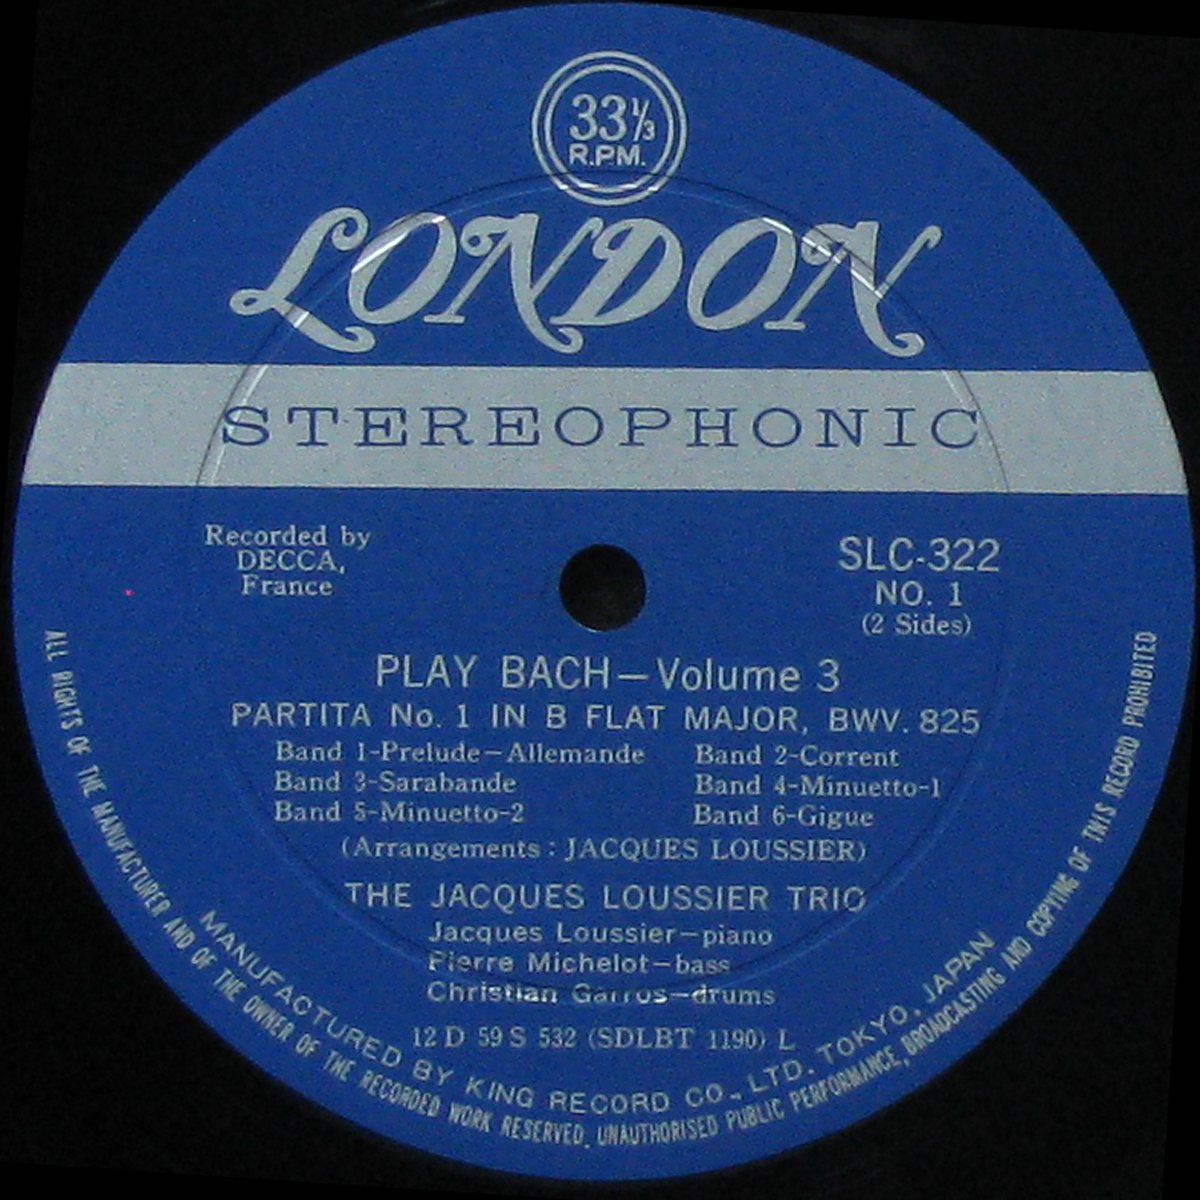 33⅓
R.P.M.
LONDON
STEREOPHONIC
Recorded by
DECCA,
France
SLC-322
NO. 1
(2 Sides)
PLAY BACH—Volume 3
PARTITA No. 1 IN B FLAT MAJOR, BWV. 825
Band 1-Prelude—Allemande
Band 2-Corrent
Band 3-Sarabande
Band 4-Minuetto-1
Band 5-Minuetto-2
Band 6-Gigue
(Arrangements : JACQUES LOUSSIER)
THE JACQUES LOUSSIER TRIO
Jacques Loussier—piano
Pierre Michelot—bass
Christian Garros—drums
12 D 59 S 532 (SDLBT 1190) L
MANUFACTURED BY KING RECORD CO., LTD. TOKYO, JAPAN
ALL RIGHTS OF THE MANUFACTURER AND OF THE OWNER OF THE RECORDED WORK RESERVED. UNAUTHORISED PUBLIC PERFORMANCE, BROADCASTING AND COPYING OF THIS RECORD PROHIBITED